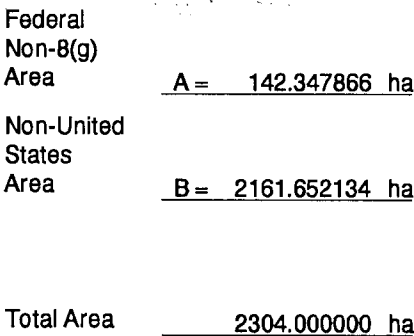 Federal
Non-8(g)
Area A = 142.347866 ha
Non-United
States
Area B = 2161.652134 ha
Total Area 2304.000000 ha